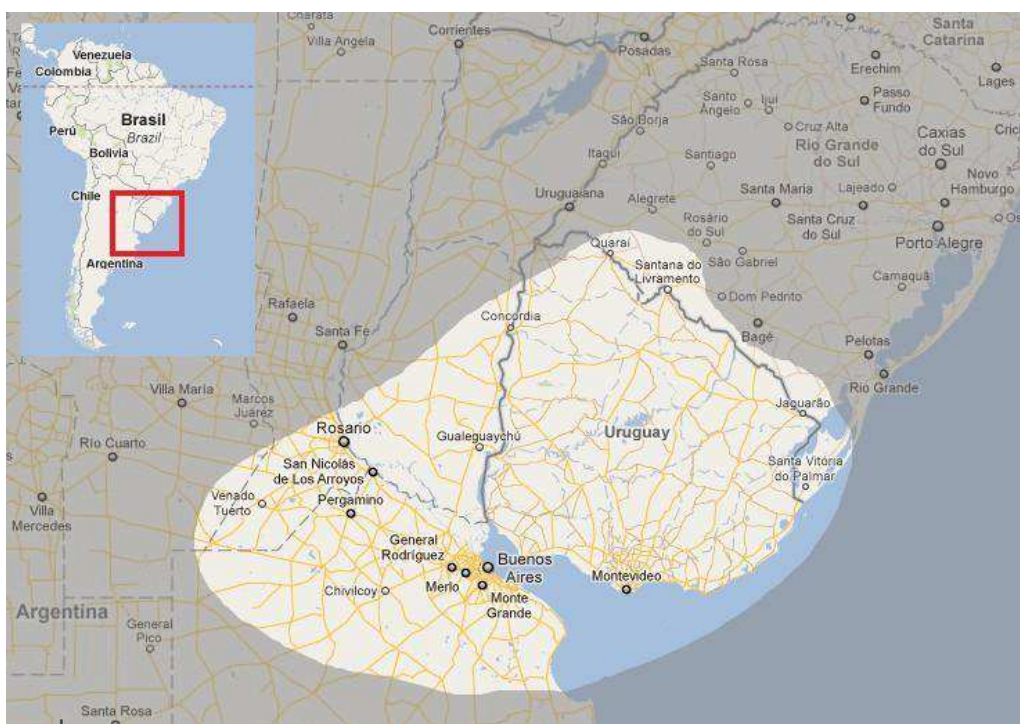 Venezuela
Colombia
Brasil
Brazil
Perú
Bolivia
Chile
Argentina
Charata
Villa Angela
Corrientes
Posadas
Santa
Catarina
Santa Rosa
Erechim
Lages
Santo
Ângelo
Ijuí
Passo
Fundo
São Borja
Cruz Alta
Rio Grande
do Sul
Caxias
do Sul
Itaqui
Santiago
Novo
Hamburgo
Uruguaiana
Alegrete
Santa Maria
Lajeado
Rosário
do Sul
Santa Cruz
do Sul
Porto Alegre
Quaraí
São Gabriel
Santana do
Livramento
Camaquã
Dom Pedrito
Rafaela
Concordia
Santa Fé
Bagé
Pelotas
Rio Grande
Villa María
Marcos
Juárez
Jaguarão
Rosario
Gualeguaychú
Uruguay
Río Cuarto
San Nicolás
de Los Arroyos
Santa Vitória
do Palmar
Venado
Tuerto
Pergamino
Villa
Mercedes
General
Rodríguez
Buenos
Aires
Montevideo
Merlo
Chivilcoy
Monte
Grande
Argentina
General
Pico
Santa Rosa